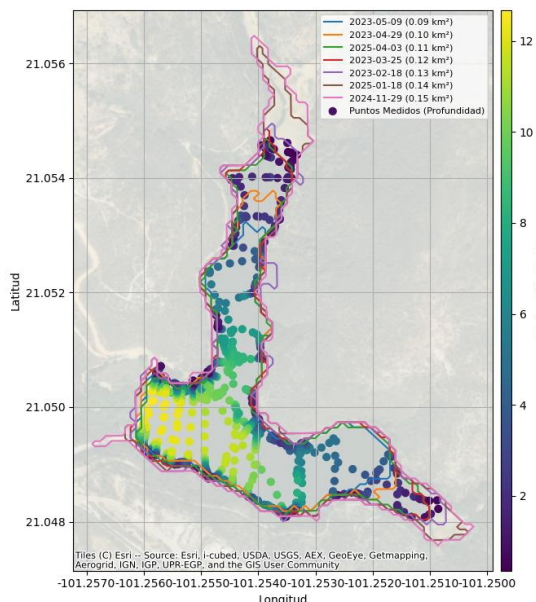 2023-05-09 (0.09 km²)
2023-04-29 (0.10 km²)
2025-04-03 (0.11 km²)
2023-03-25 (0.12 km²)
2023-02-18 (0.13 km²)
2025-01-18 (0.14 km²)
2024-11-29 (0.15 km²)
Puntos Medidos (Profundidad)
21.056
21.054
21.052
21.050
21.048
Latitud
12
10
8
6
4
2
Tiles (C) Esri -- Source: Esri, i-cubed, USDA, USGS, AEX, GeoEye, Getmapping,
Aerogrid, IGN, IGP, UPR-EGP, and the GIS User Community
-101.2570 -101.2560 -101.2550 -101.2540 -101.2530 -101.2520 -101.2510 -101.2500
Longitud